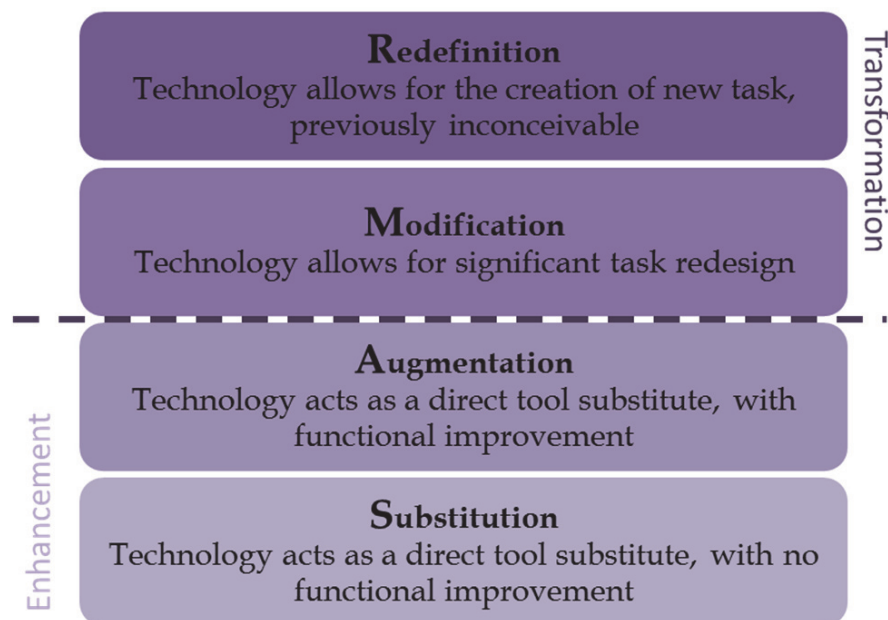 Redefinition
Technology allows for the creation of new task,
previously inconceivable
Transformation
Modification
Technology allows for significant task redesign
Augmentation
Technology acts as a direct tool substitute, with
functional improvement
Enhancement
Substitution
Technology acts as a direct tool substitute, with no
functional improvement